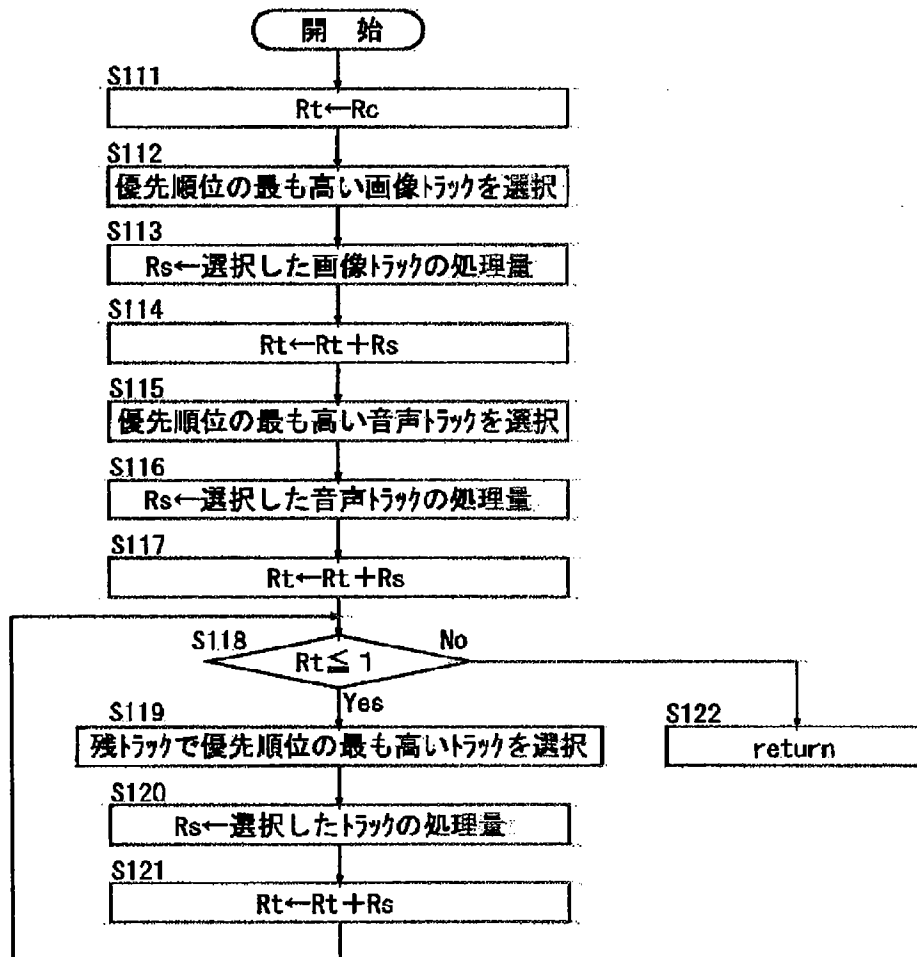 開 始
S111
Rt←Rc
S112
優先順位の最も高い画像トラックを選択
S113
Rs←選択した画像トラックの処理量
S114
Rt←Rt+Rs
S115
優先順位の最も高い音声トラックを選択
S116
Rs←選択した音声トラックの処理量
S117
Rt←Rt+Rs
S118
Rt≦1
No
Yes
S119
残トラックで優先順位の最も高いトラックを選択
S122
return
S120
Rs←選択したトラックの処理量
S121
Rt←Rt+Rs